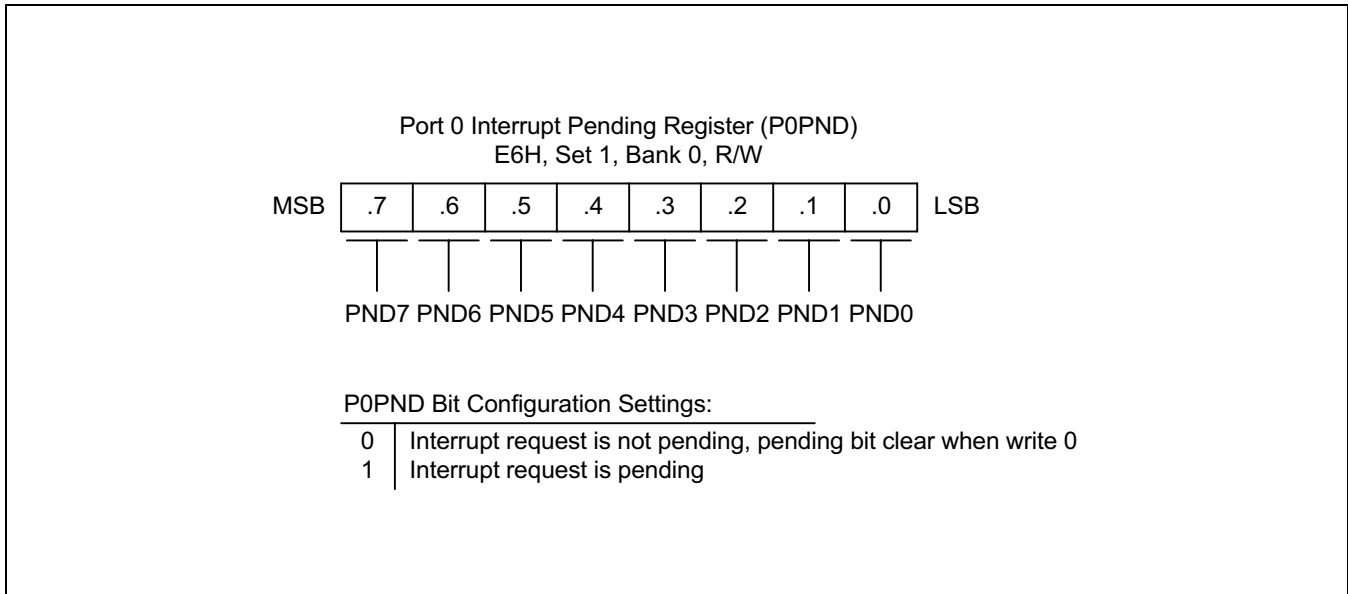 Port 0 Interrupt Pending Register (P0PND)
E6H, Set 1, Bank 0, R/W
MSB .7 .6 .5 .4 .3 .2 .1 .0 LSB
PND7 PND6 PND5 PND4 PND3 PND2 PND1 PND0
P0PND Bit Configuration Settings:
0 Interrupt request is not pending, pending bit clear when write 0
1 Interrupt request is pending